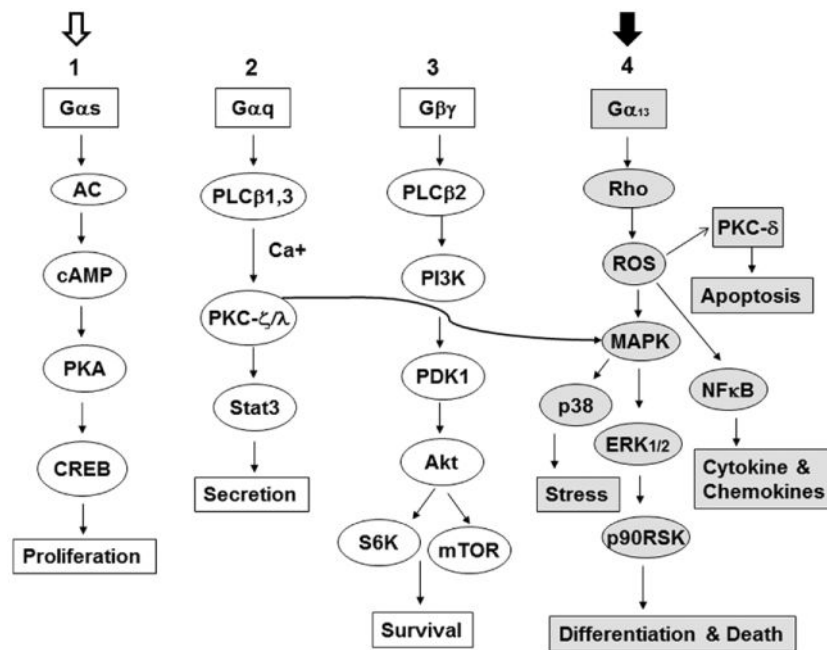 1
2
3
4
Gαs
Gαq
Gβγ
Gα₁₃
AC
PLCβ1,3
PLCβ2
Rho
PKC-δ
Ca+
ROS
cAMP
PI3K
Apoptosis
PKC-ζ/λ
MAPK
PKA
PDK1
Stat3
p38
NFκB
ERK1/2
CREB
Akt
Secretion
Stress
Cytokine &
Chemokines
S6K
mTOR
p90RSK
Proliferation
Survival
Differentiation & Death